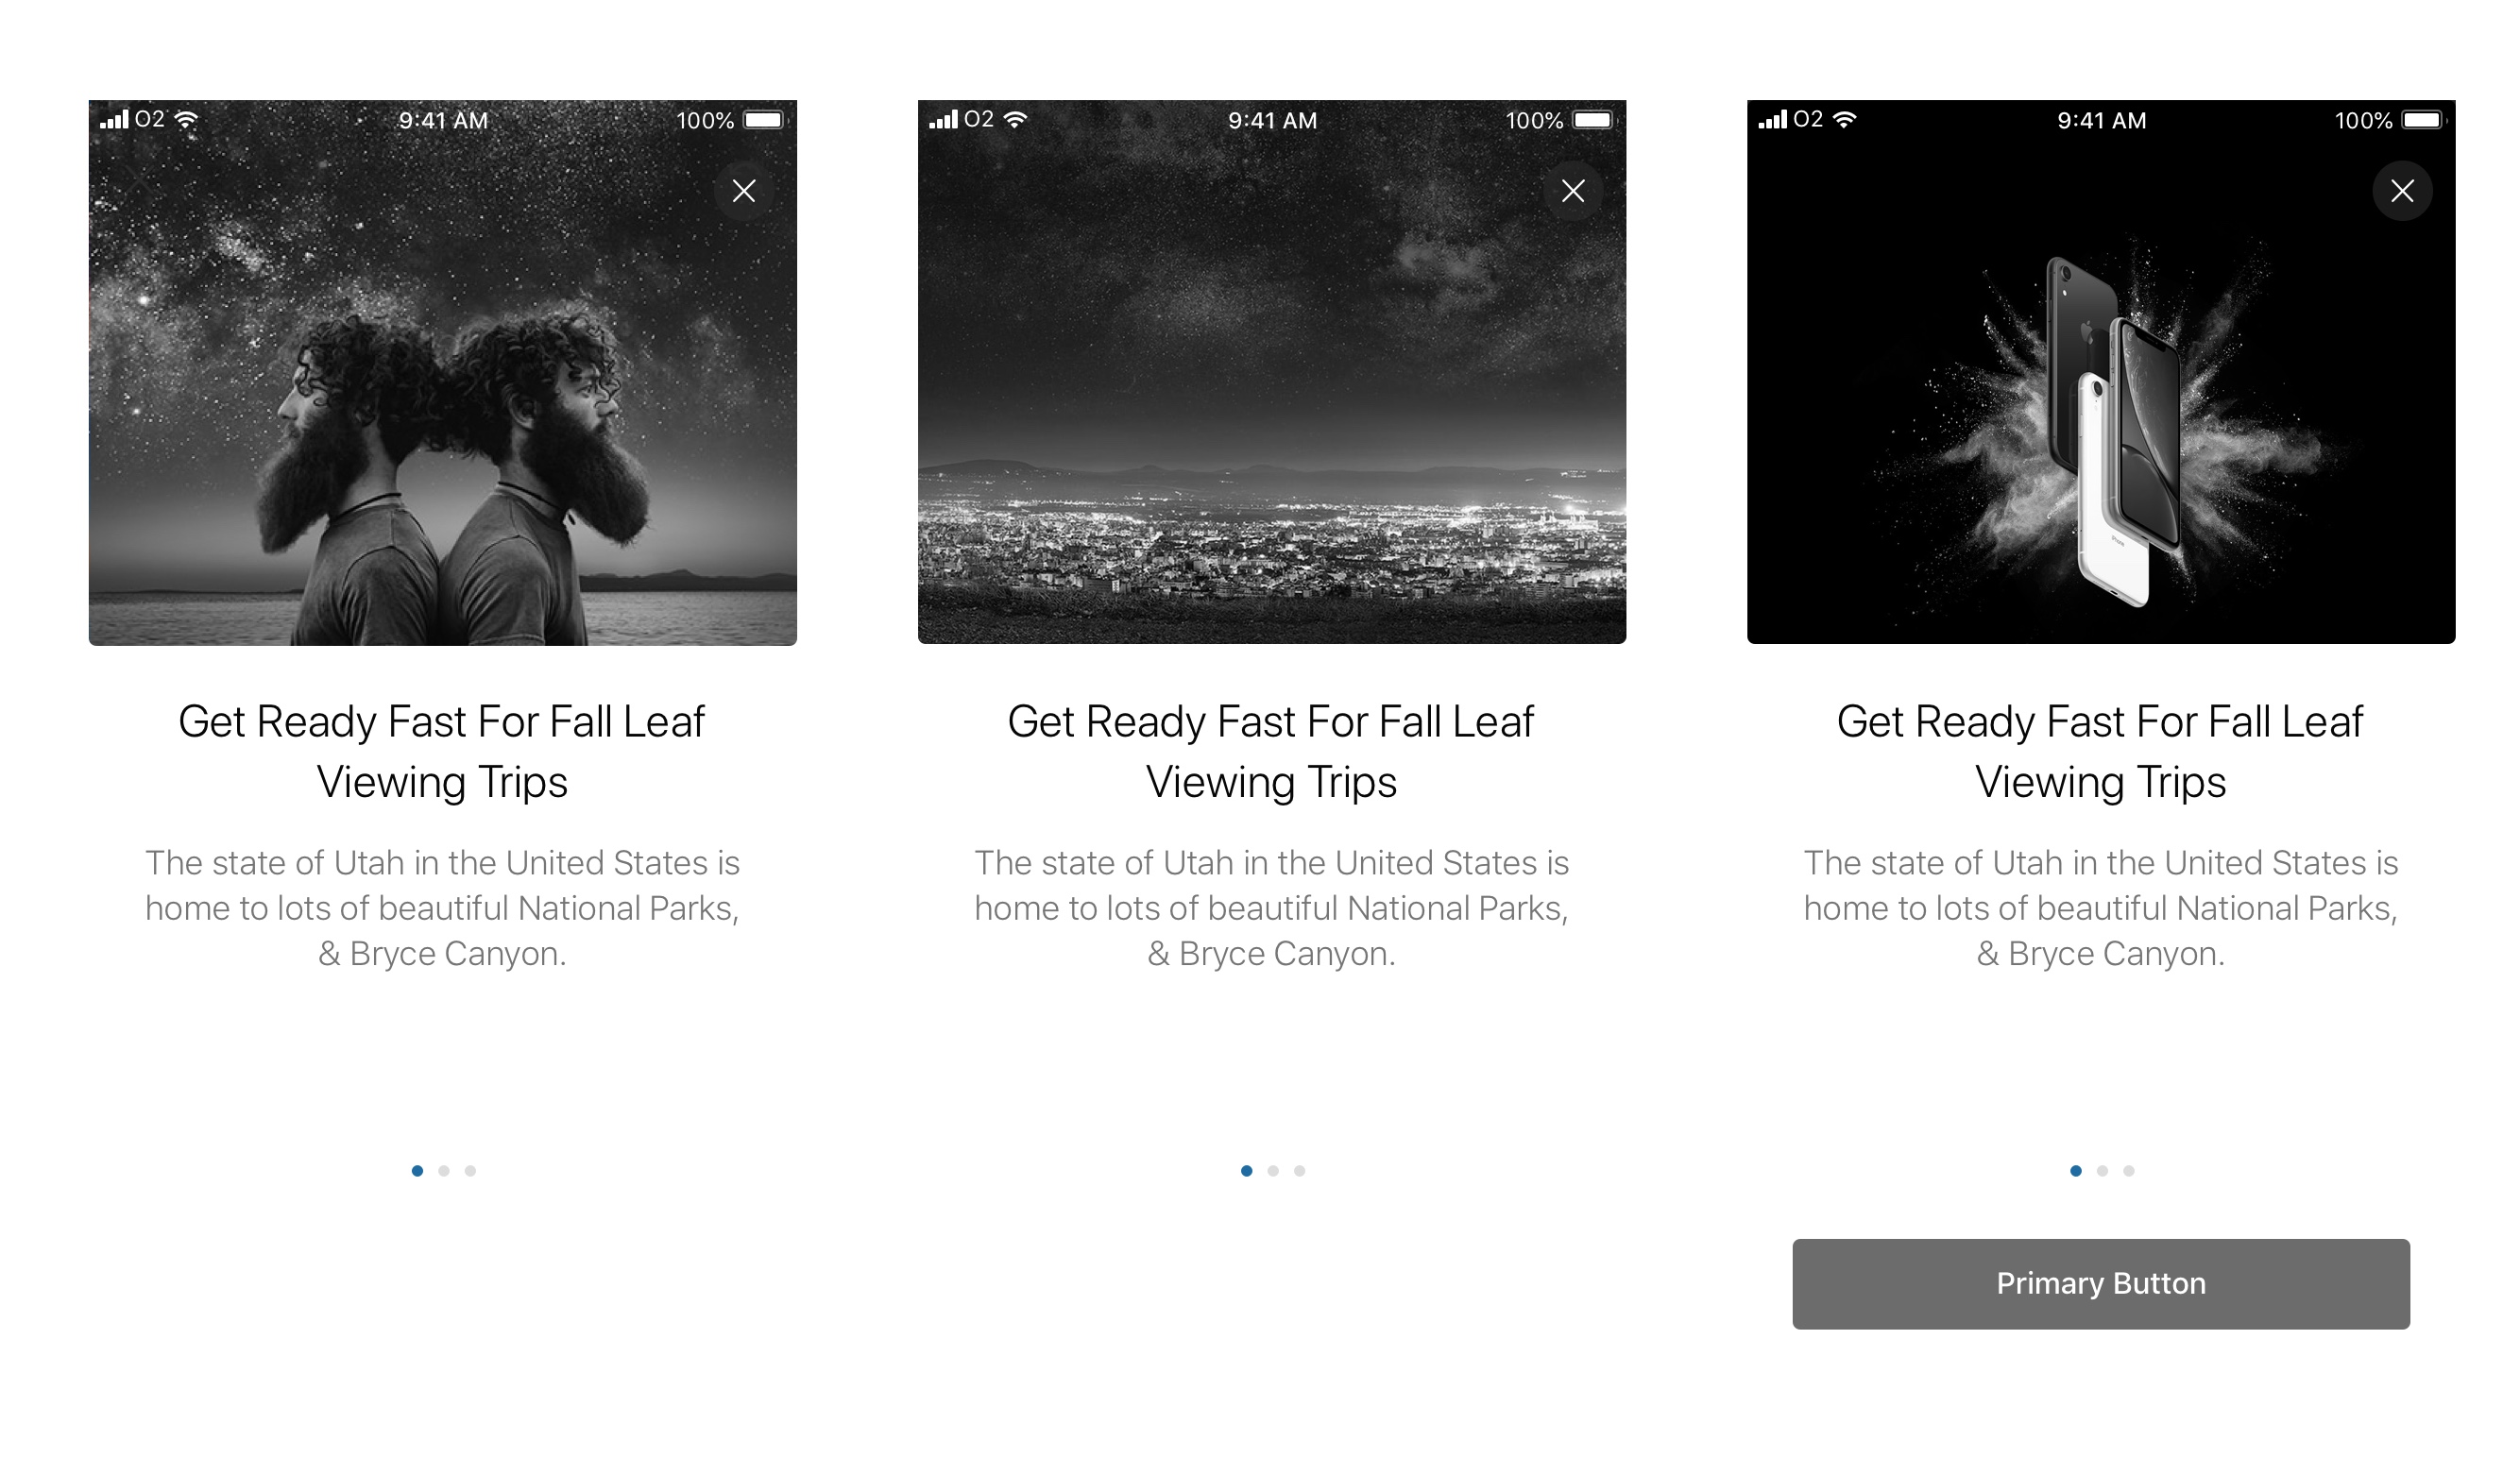 O2 9:41 AM 100%
Get Ready Fast For Fall Leaf
Viewing Trips
The state of Utah in the United States is
home to lots of beautiful National Parks,
& Bryce Canyon.
O2 9:41 AM 100%
Get Ready Fast For Fall Leaf
Viewing Trips
The state of Utah in the United States is
home to lots of beautiful National Parks,
& Bryce Canyon.
O2 9:41 AM 100%
iPhone
Get Ready Fast For Fall Leaf
Viewing Trips
The state of Utah in the United States is
home to lots of beautiful National Parks,
& Bryce Canyon.
Primary Button